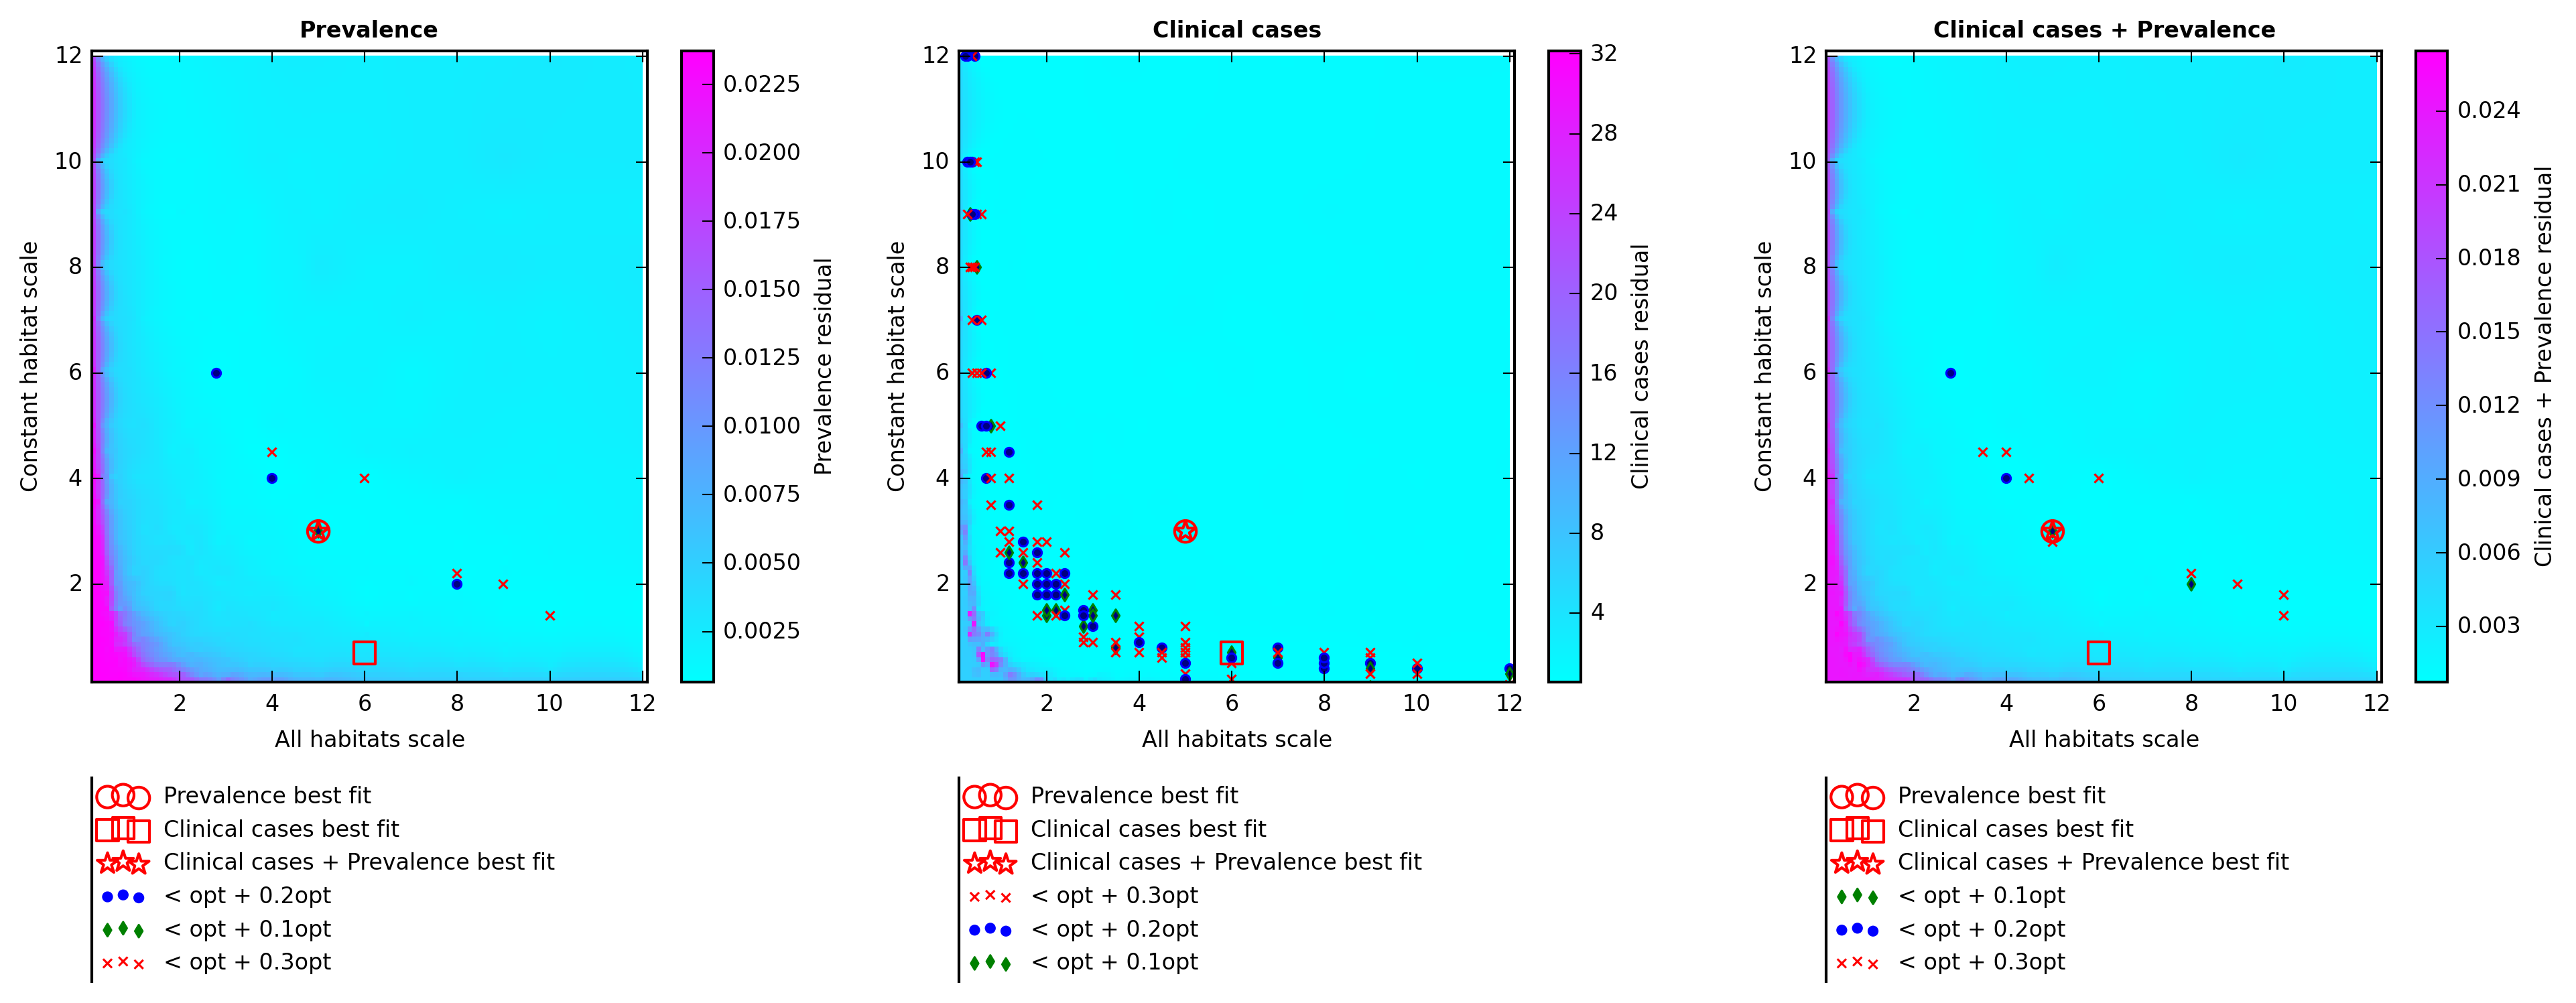 Prevalence
12
10
8
6
4
2
2 4 6 8 10 12
Constant habitat scale
All habitats scale
0.0225
0.0200
0.0175
0.0150
0.0125
0.0100
0.0075
0.0050
0.0025
Prevalence residual
Prevalence best fit
Clinical cases best fit
Clinical cases + Prevalence best fit
< opt + 0.2opt
< opt + 0.1opt
< opt + 0.3opt
Clinical cases
12
10
8
6
4
2
2 4 6 8 10 12
Constant habitat scale
All habitats scale
32
28
24
20
16
12
8
4
Clinical cases residual
Prevalence best fit
Clinical cases best fit
Clinical cases + Prevalence best fit
< opt + 0.3opt
< opt + 0.2opt
< opt + 0.1opt
Clinical cases + Prevalence
12
10
8
6
4
2
2 4 6 8 10 12
Constant habitat scale
All habitats scale
0.024
0.021
0.018
0.015
0.012
0.009
0.006
0.003
Clinical cases + Prevalence residual
Prevalence best fit
Clinical cases best fit
Clinical cases + Prevalence best fit
< opt + 0.1opt
< opt + 0.2opt
< opt + 0.3opt